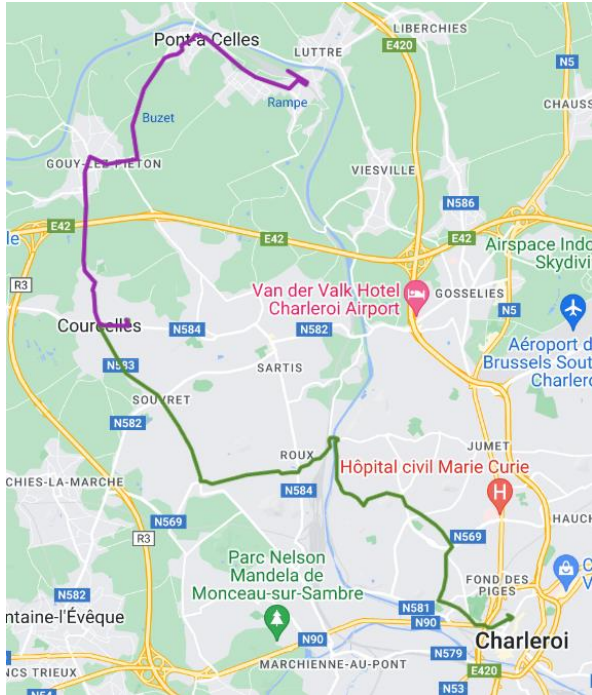 LIBERCHIES
Pont-à-Celles
LUTTRE
E420
N5
Rampe
CHAUSS
Buzet
GOUY-LEZ-PIÉTON
VIESVILLE
N586
E42
E42
E42
le
Airspace Indo
Skydivi
R3
Van der Valk Hotel
Charleroi Airport
GOSSELIES
N5
Courcelles
N584
N582
Aéroport d
Brussels Sout
Charlero
N583
SARTIS
SOUVRET
N582
JUMET
ROUX
Hôpital civil Marie Curie
CHIES-LA-MARCHE
N584
H
HAUCH
N569
N569
R3
Parc Nelson
Mandela de
Monceau-sur-Sambre
FOND DES
PIGES
C
V
N582
N581
ntaine-l'Évêque
N90
N90
Charleroi
N579
MARCHIENNE-AU-PONT
E420
NCS TRIEUX
N54
N53